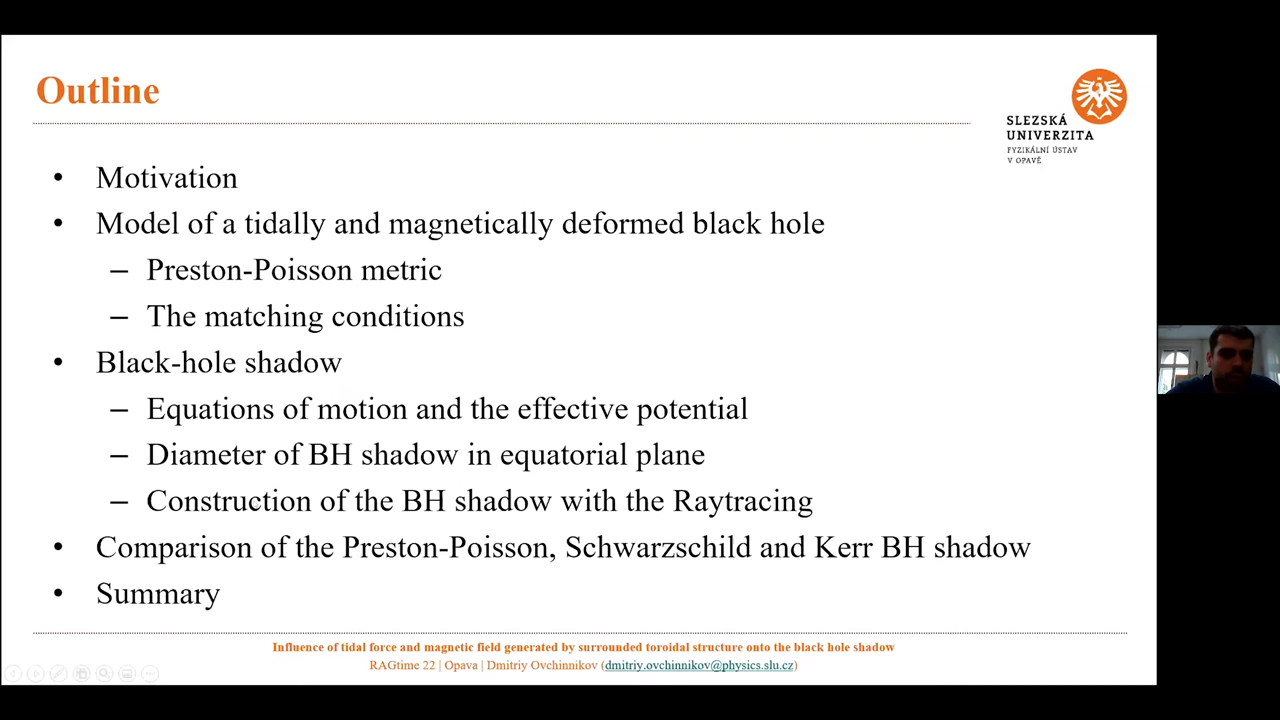 Outline
SLEZSKÁ
UNIVERZITA
FYZIKÁLNÍ ÚSTAV
V OPAVĚ
• Motivation
• Model of a tidally and magnetically deformed black hole
– Preston-Poisson metric
– The matching conditions
• Black-hole shadow
– Equations of motion and the effective potential
– Diameter of BH shadow in equatorial plane
– Construction of the BH shadow with the Raytracing
• Comparison of the Preston-Poisson, Schwarzschild and Kerr BH shadow
• Summary
Influence of tidal force and magnetic field generated by surrounded toroidal structure onto the black hole shadow
RAGtime 22 | Opava | Dmitriy Ovchinnikov (dmitriy.ovchinnikov@physics.slu.cz)